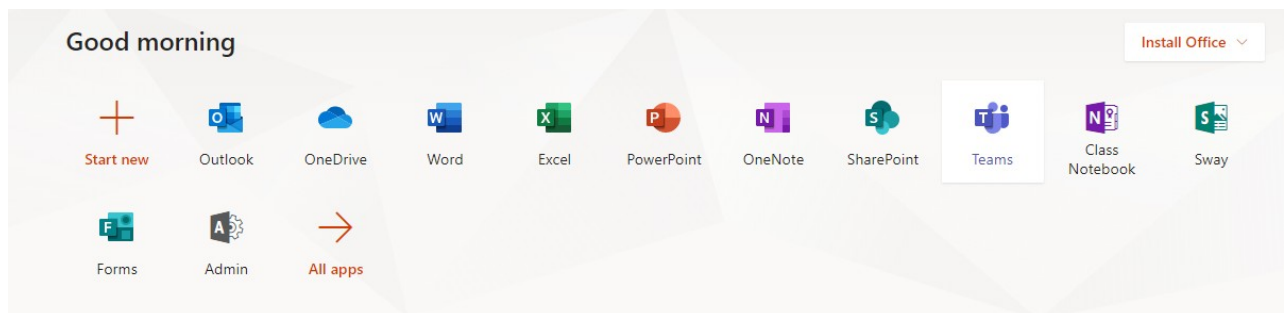 Good morning
Install Office
Start new
Outlook
OneDrive
Word
Excel
PowerPoint
OneNote
SharePoint
Teams
Class
Notebook
Sway
Forms
Admin
All apps